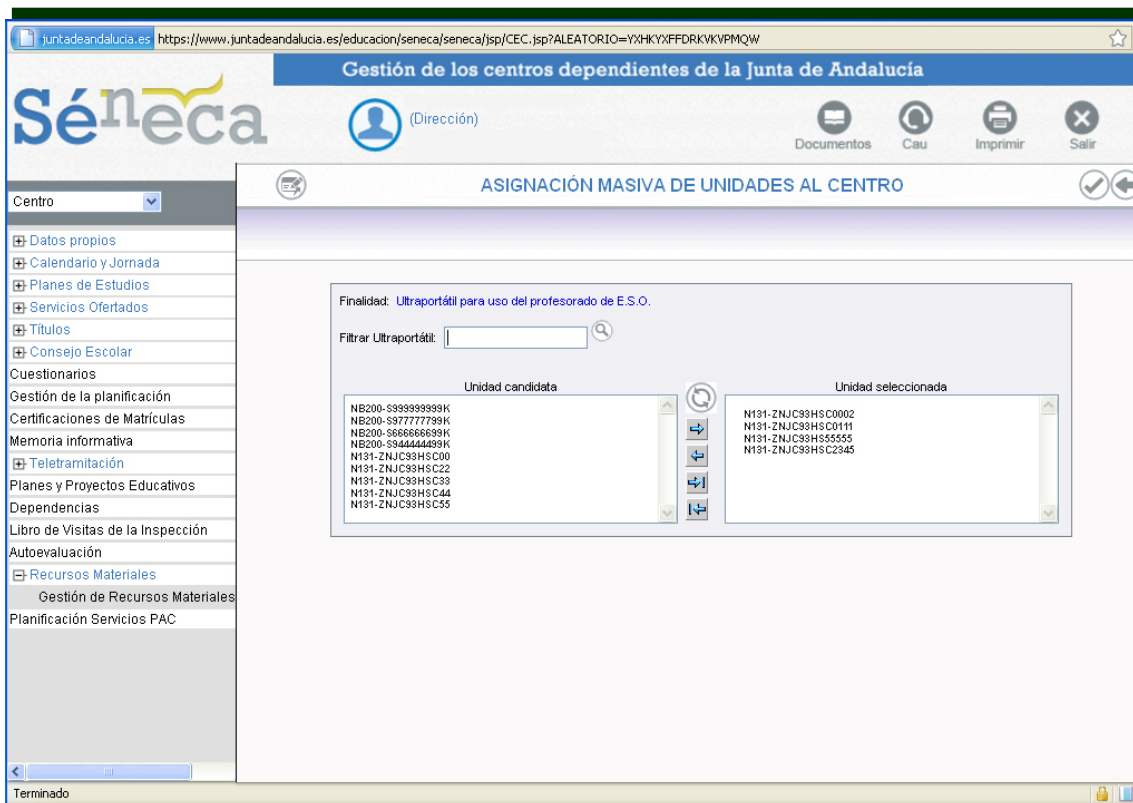 juntadeandalucia.es https://www.juntadeandalucia.es/educacion/seneca/seneca/jsp/CEC.jsp?ALEATORIO=YXHKYXFFDRKVKVPMQW
Gestión de los centros dependientes de la Junta de Andalucía
Séneca
(Dirección)
Documentos
Cau
Imprimir
Salir
Centro
ASIGNACIÓN MASIVA DE UNIDADES AL CENTRO
Datos propios
Calendario y Jornada
Planes de Estudios
Servicios Ofertados
Títulos
Consejo Escolar
Cuestionarios
Gestión de la planificación
Certificaciones de Matrículas
Memoria informativa
Teletramitación
Planes y Proyectos Educativos
Dependencias
Libro de Visitas de la Inspección
Autoevaluación
Recursos Materiales
Gestión de Recursos Materiales
Planificación Servicios PAC
Finalidad: Ultraportátil para uso del profesorado de E.S.O.
Filtrar Ultraportátil:
Unidad candidata
NB200-S999999999K
NB200-S977777799K
NB200-S666666699K
NB200-S944444499K
N131-ZNJC93HSC00
N131-ZNJC93HSC22
N131-ZNJC93HSC33
N131-ZNJC93HSC44
N131-ZNJC93HSC55
Unidad seleccionada
N131-ZNJC93HSC0002
N131-ZNJC93HSC0111
N131-ZNJC93HS55555
N131-ZNJC93HSC2345
Terminado